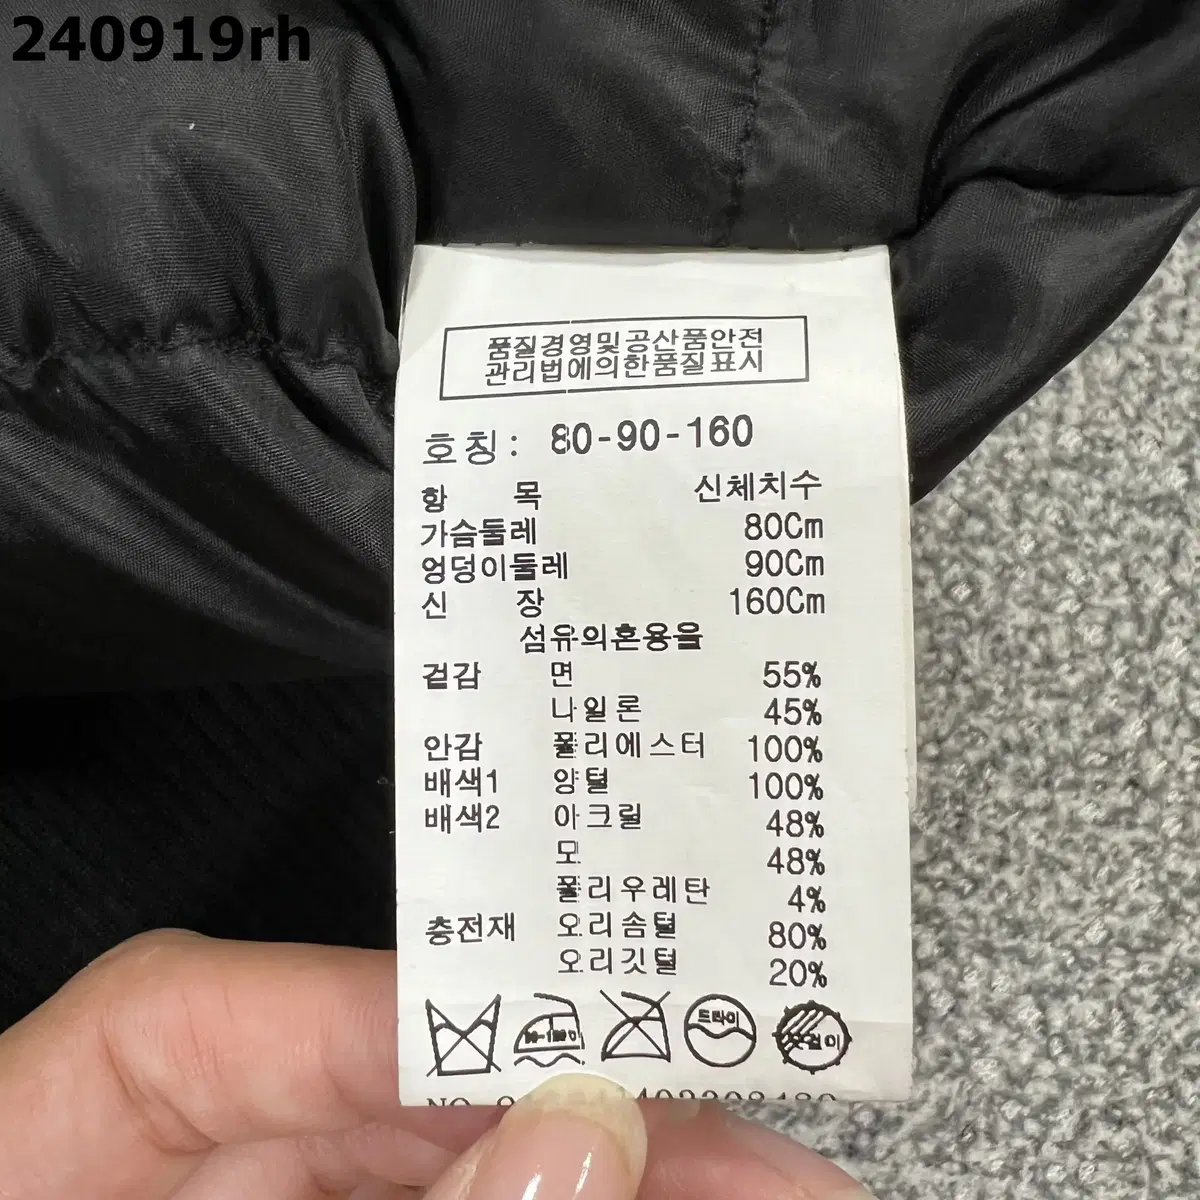 240919rh
품질경영및공산품안전
관리법에의한품질표시
호칭: 80-90-160
항 목 신체치수
가슴둘레 80Cm
엉덩이둘레 90Cm
신 장 160Cm
섬유의혼용율
겉감 면 55%
나일론 45%
안감 폴리에스터 100%
배색1 양털 100%
배색2 아크릴 48%
모 48%
폴리우레탄 4%
충전재 오리솜털 80%
오리깃털 20%
드라이
NO